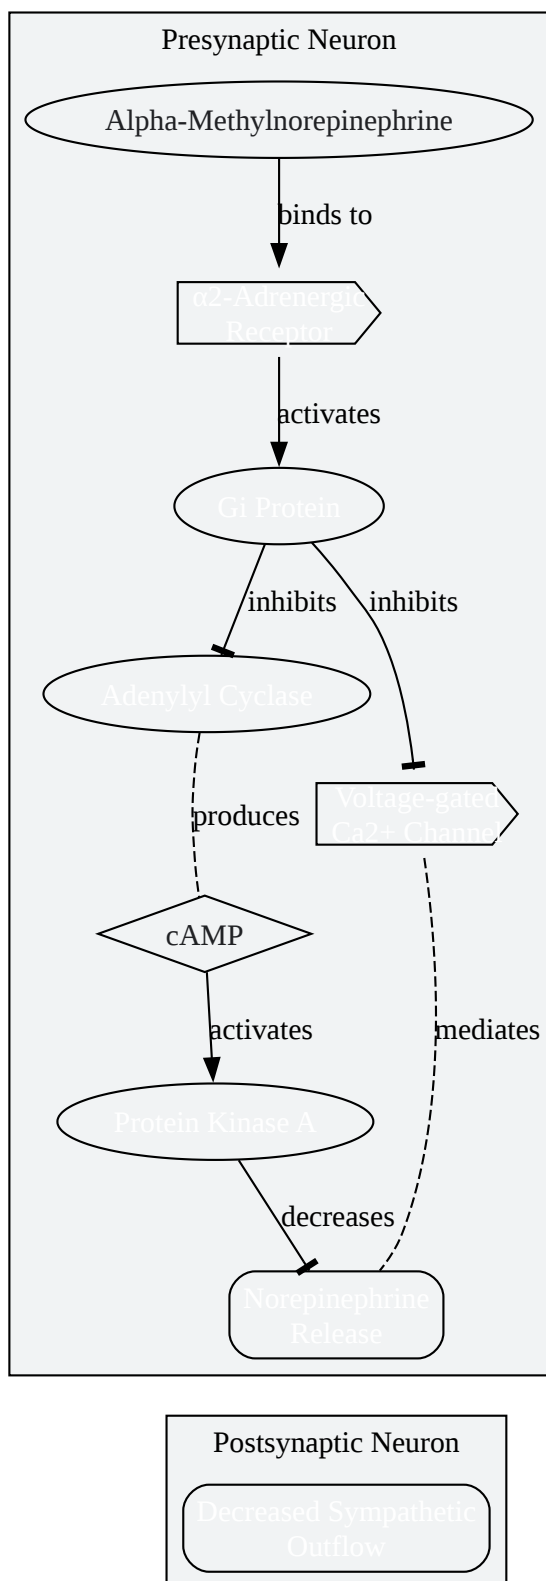 Presynaptic Neuron
Alpha-Methylnorepinephrine
binds to
α2-Adrenergic
Receptor
activates
Gi Protein
inhibits
inhibits
Adenylyl Cyclase
Voltage-gated
Ca2+ Channel
produces
cAMP
activates
mediates
Protein Kinase A
decreases
Norepinephrine
Release
Postsynaptic Neuron
Decreased Sympathetic
Outflow